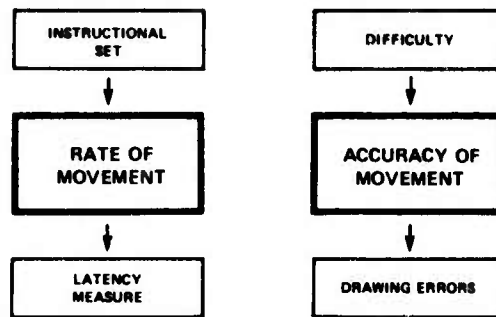 INSTRUCTIONAL
SET
RATE OF
MOVEMENT
LATENCY
MEASURE
DIFFICULTY
ACCURACY OF
MOVEMENT
DRAWING ERRORS